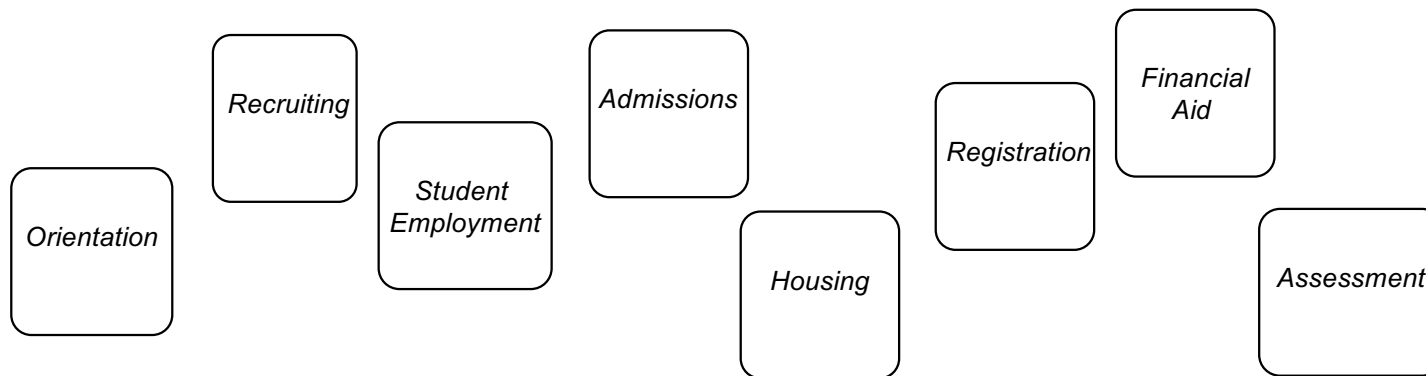 Orientation
Recruiting
Student
Employment
Admissions
Housing
Registration
Financial
Aid
Assessment